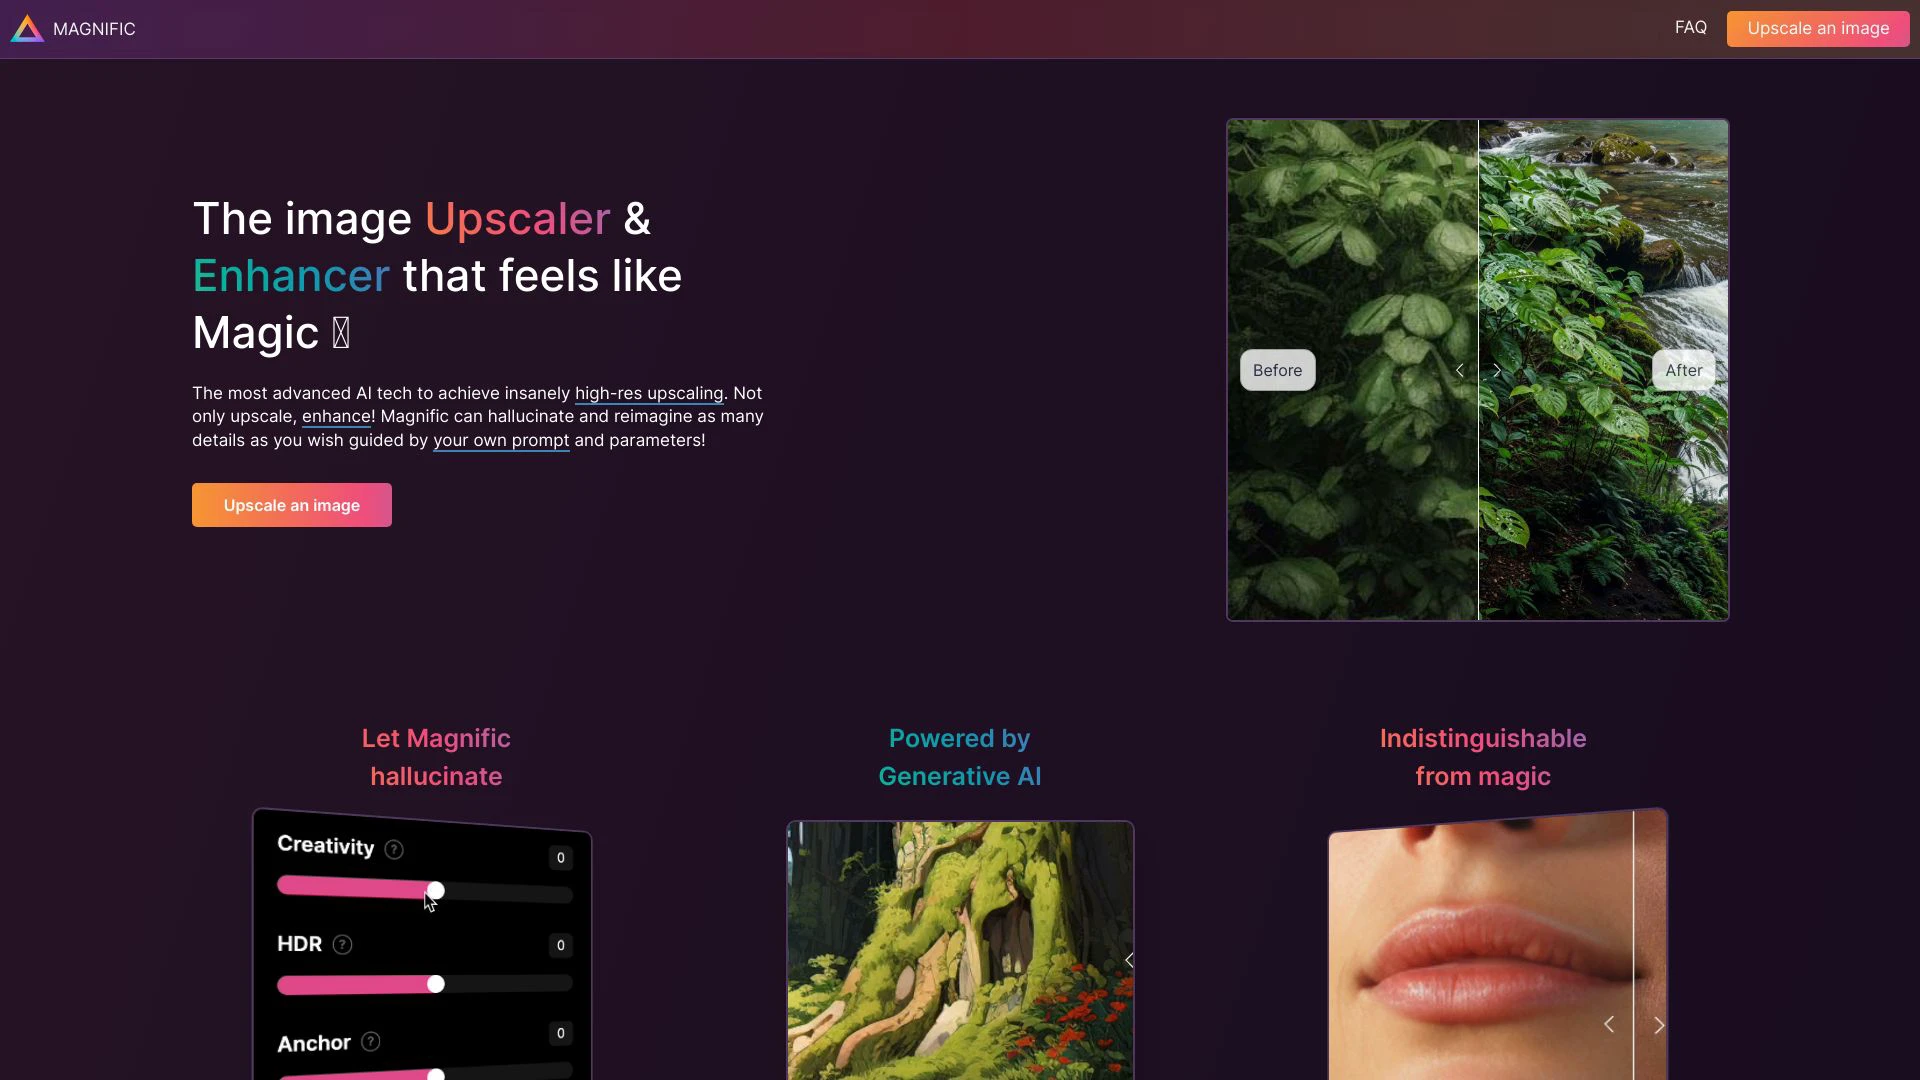 MAGNIFIC
FAQ
Upscale an image
The image Upscaler &
Enhancer that feels like
Magic
The most advanced AI tech to achieve insanely high-res upscaling. Not
only upscale, enhance! Magnific can hallucinate and reimagine as many
details as you wish guided by your own prompt and parameters!
Upscale an image
Before
After
Let Magnific
hallucinate
Creativity ? 0
HDR ? 0
Anchor ? 0
Powered by
Generative AI
Indistinguishable
from magic